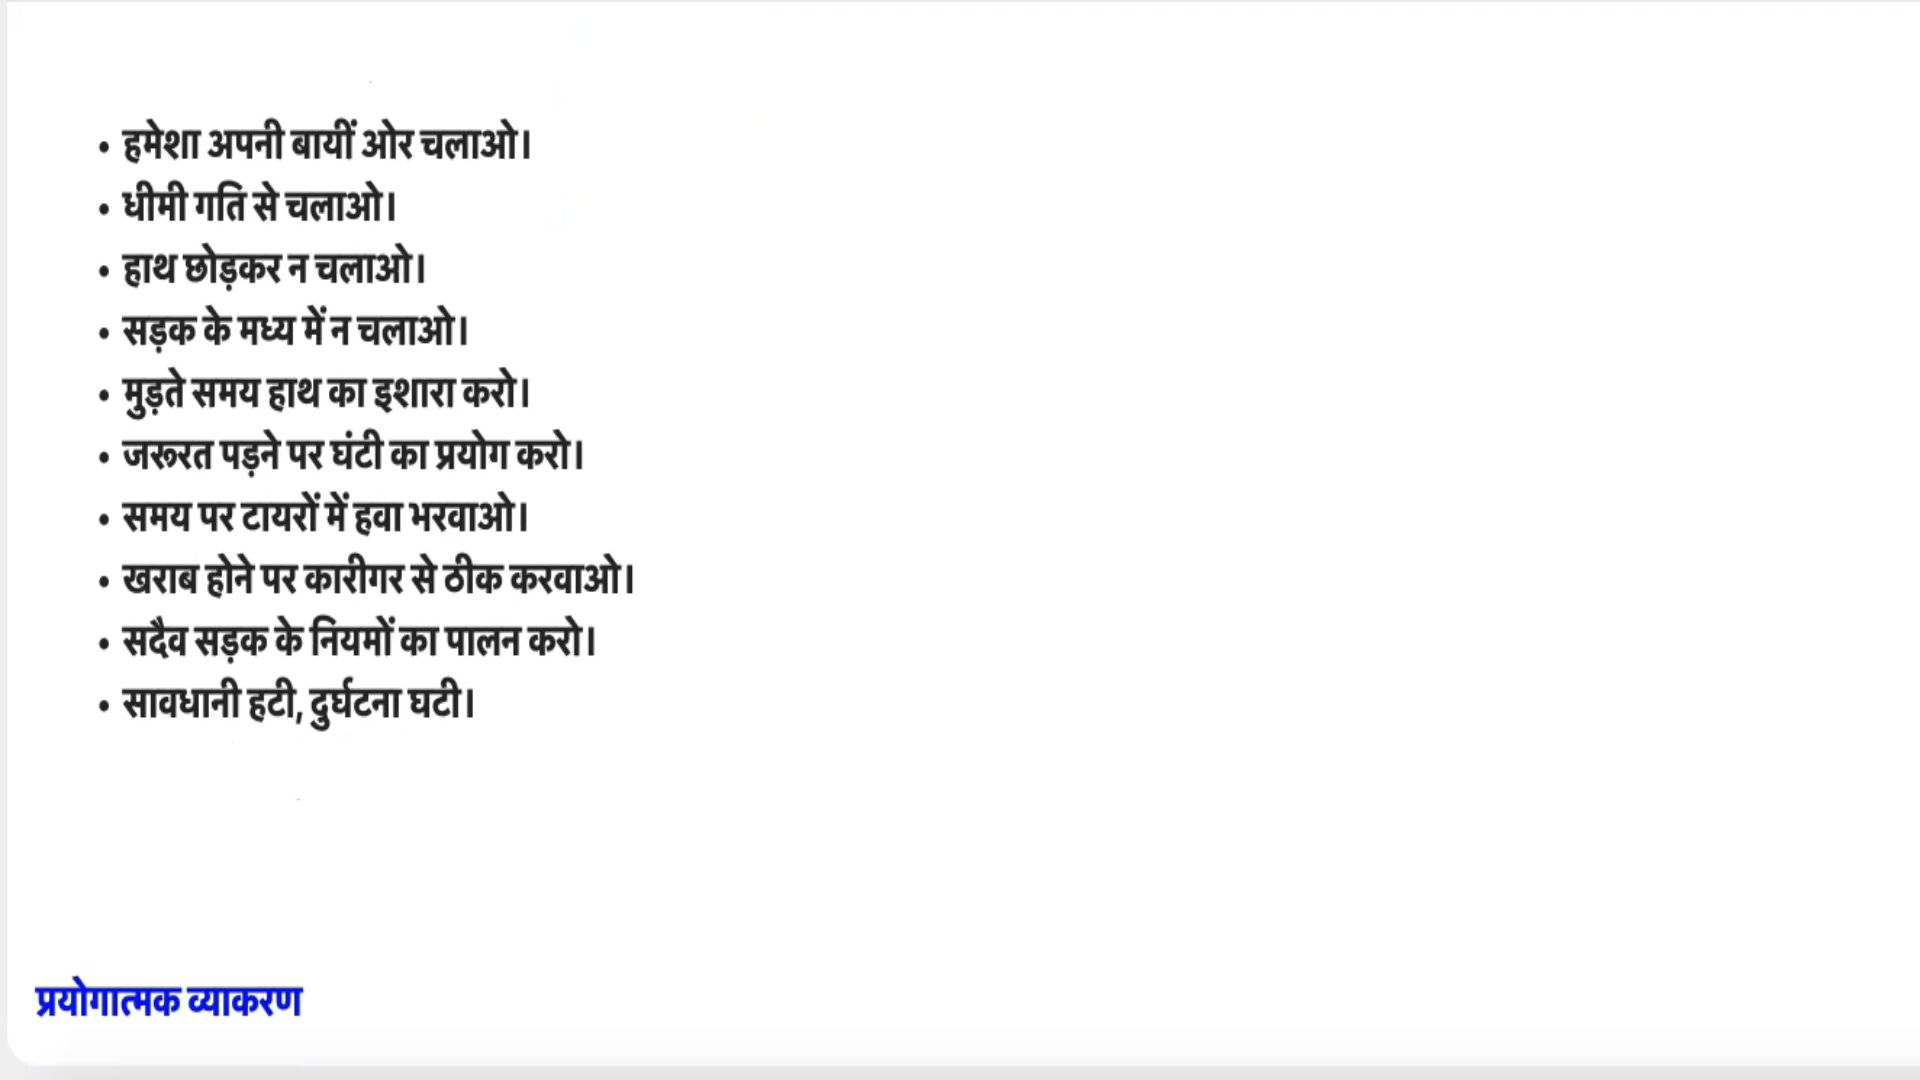 • हमेशा अपनी बायीं ओर चलाओ।
• धीमी गति से चलाओ।
• हाथ छोड़कर न चलाओ।
• सड़क के मध्य में न चलाओ।
• मुड़ते समय हाथ का इशारा करो।
• जरूरत पड़ने पर घंटी का प्रयोग करो।
• समय पर टायरों में हवा भरवाओ।
• खराब होने पर कारीगर से ठीक करवाओ।
• सदैव सड़क के नियमों का पालन करो।
• सावधानी हटी, दुर्घटना घटी।
प्रयोगात्मक व्याकरण